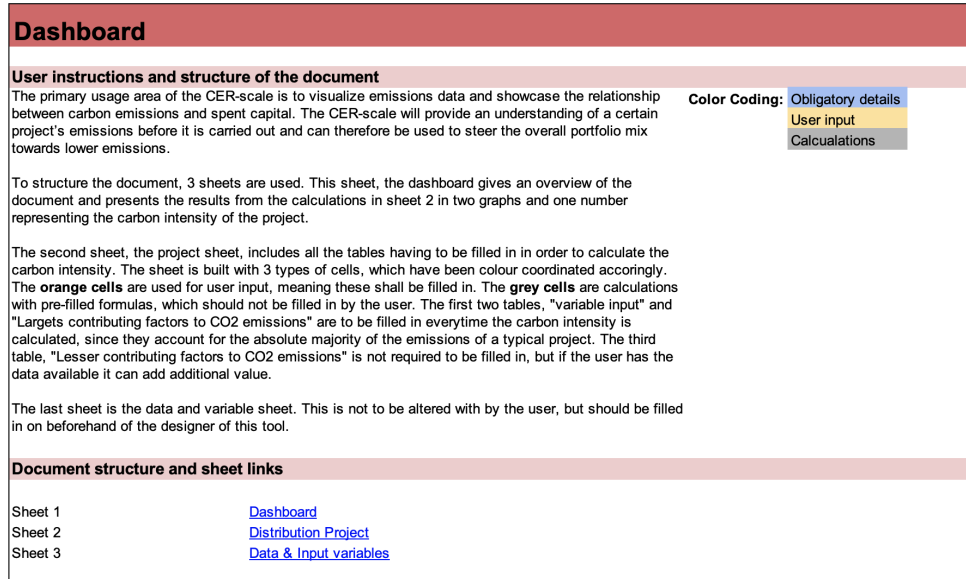 Dashboard
User instructions and structure of the document
The primary usage area of the CER-scale is to visualize emissions data and showcase the relationship
between carbon emissions and spent capital. The CER-scale will provide an understanding of a certain
project's emissions before it is carried out and can therefore be used to steer the overall portfolio mix
towards lower emissions.
Color Coding: Obligatory details
User input
Calcualations
To structure the document, 3 sheets are used. This sheet, the dashboard gives an overview of the
document and presents the results from the calculations in sheet 2 in two graphs and one number
representing the carbon intensity of the project.
The second sheet, the project sheet, includes all the tables having to be filled in in order to calculate the
carbon intensity. The sheet is built with 3 types of cells, which have been colour coordinated accoringly.
The orange cells are used for user input, meaning these shall be filled in. The grey cells are calculations
with pre-filled formulas, which should not be filled in by the user. The first two tables, "variable input" and
"Largets contributing factors to CO2 emissions" are to be filled in everytime the carbon intensity is
calculated, since they account for the absolute majority of the emissions of a typical project. The third
table, "Lesser contributing factors to CO2 emissions" is not required to be filled in, but if the user has the
data available it can add additional value.
The last sheet is the data and variable sheet. This is not to be altered with by the user, but should be filled
in on beforehand of the designer of this tool.
Document structure and sheet links
Sheet 1 Dashboard
Sheet 2 Distribution Project
Sheet 3 Data & Input variables